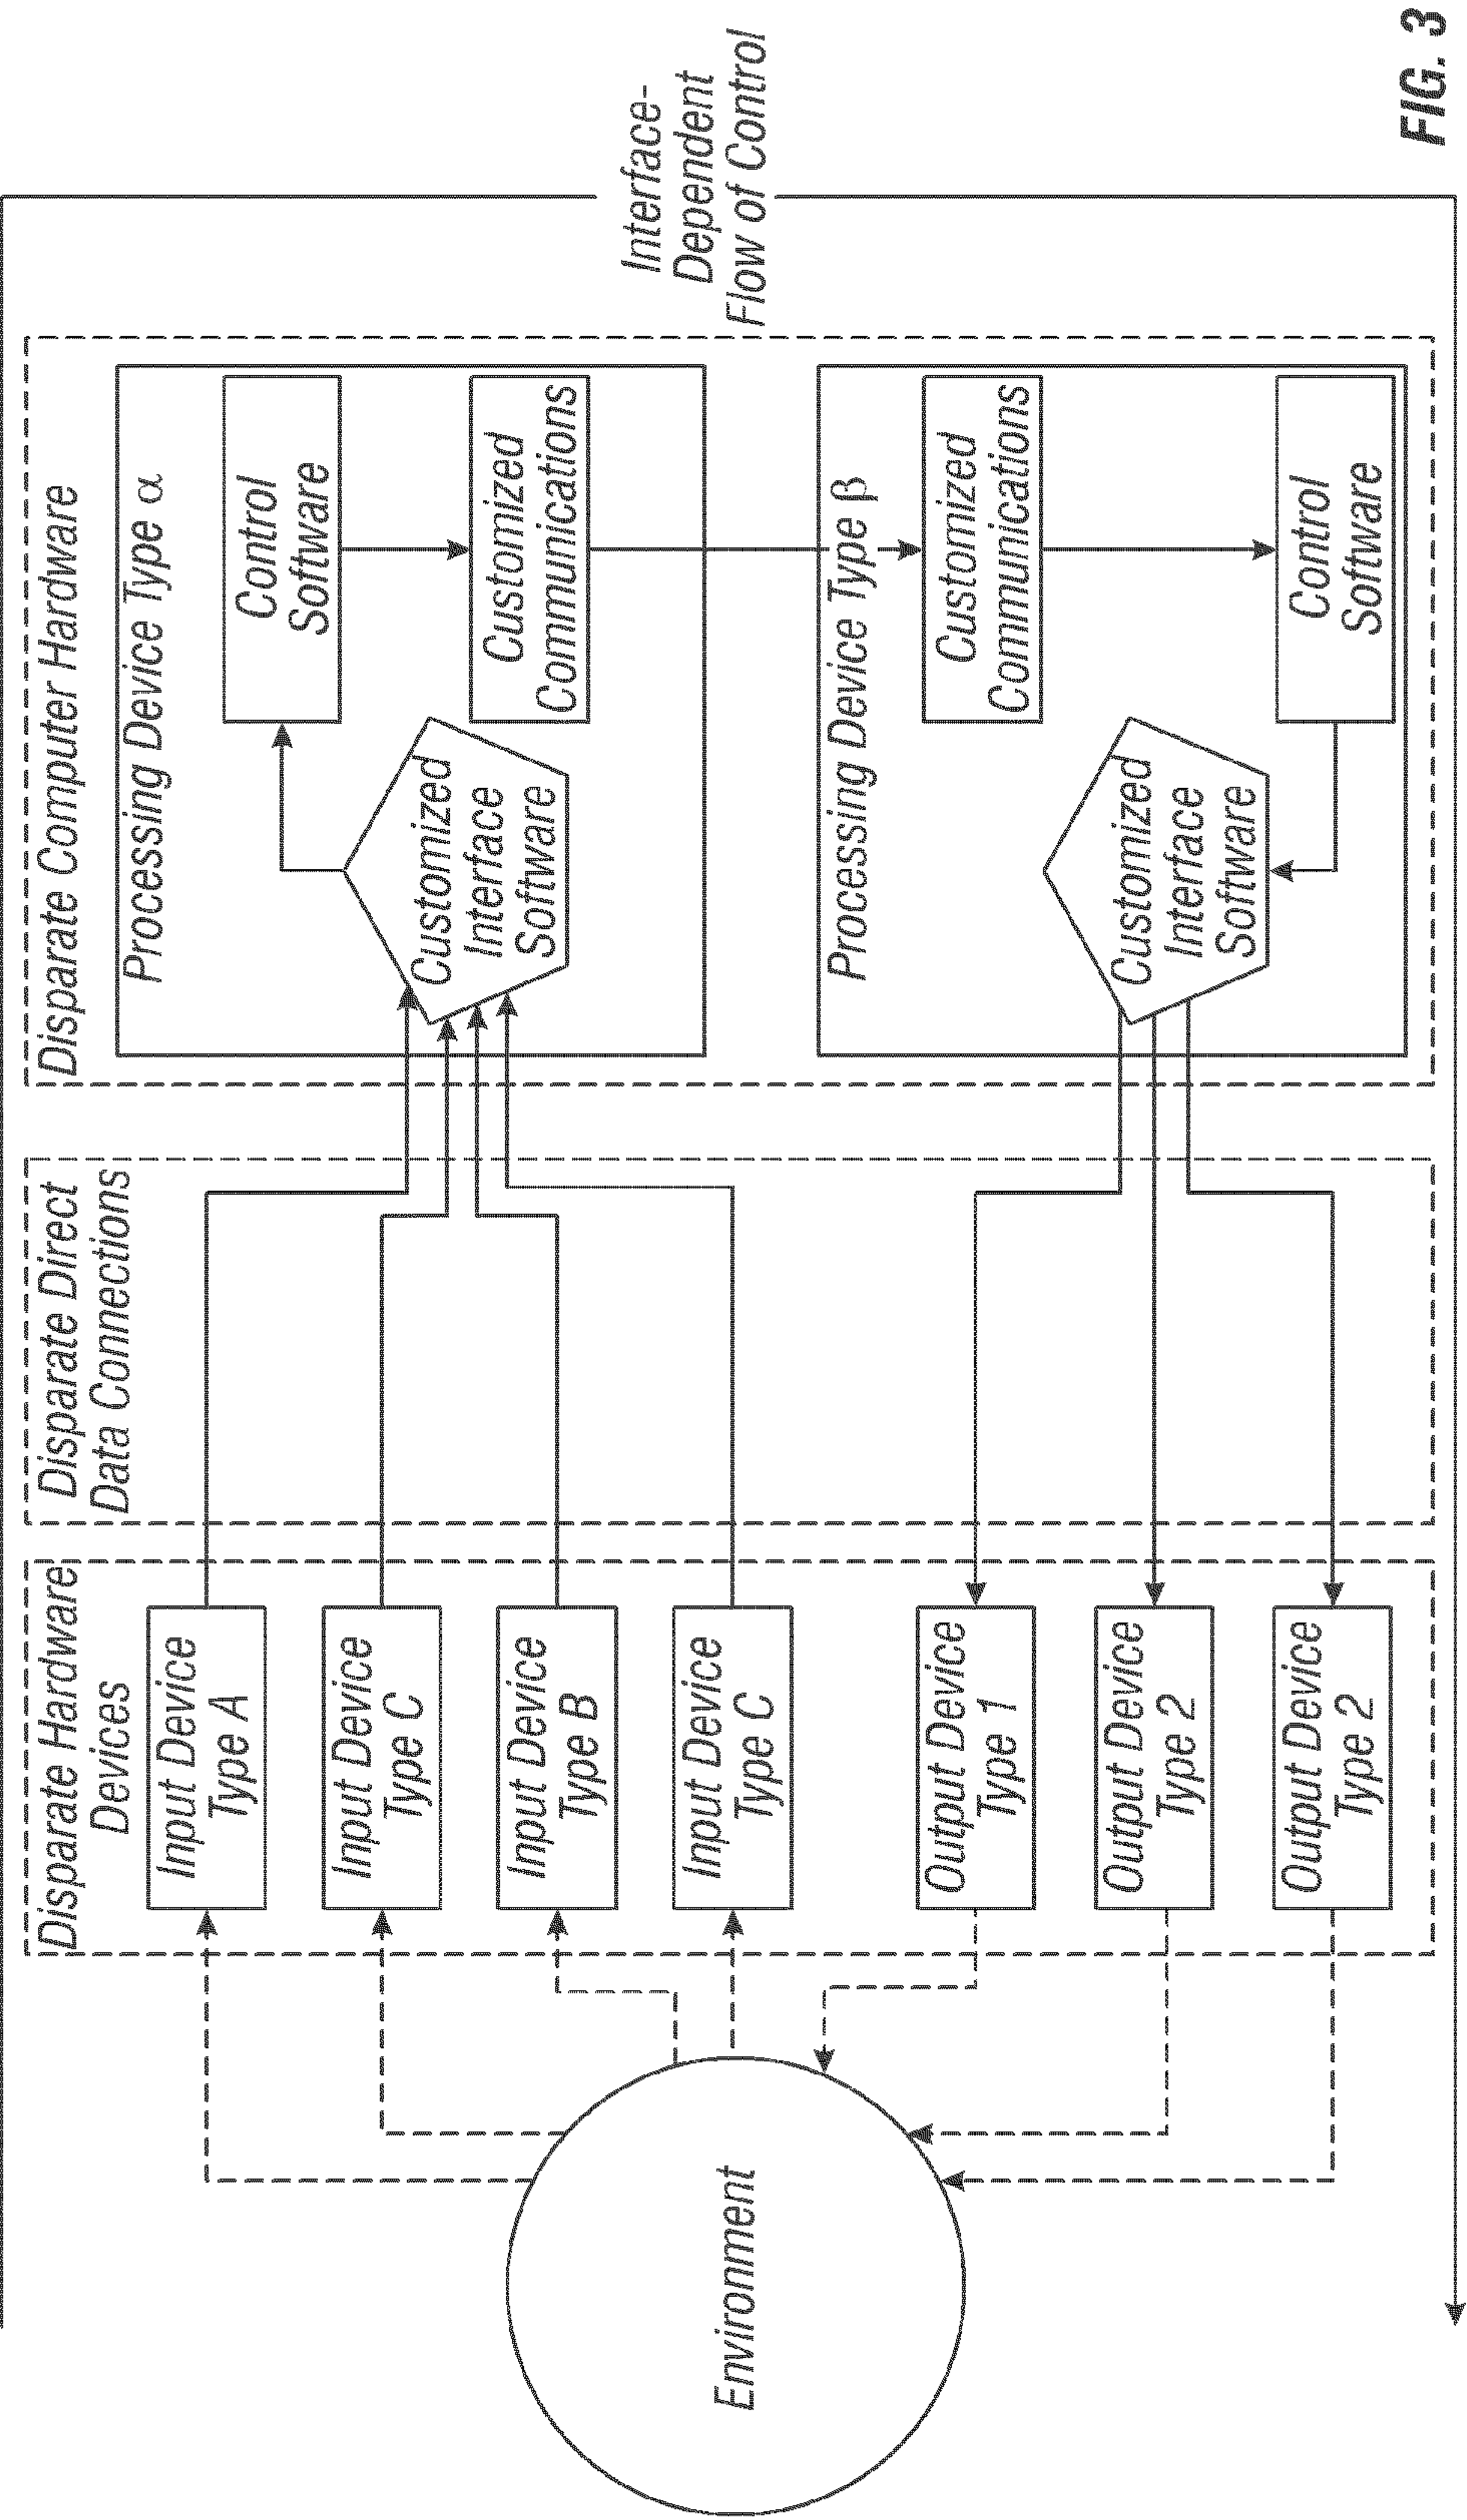 Disparate Hardware
Devices
Input Device
Type A
Input Device
Type C
Input Device
Type B
Input Device
Type C
Output Device
Type 1
Output Device
Type 2
Output Device
Type 2
Environment
Disparate Direct
Data Connections
Disparate Computer Hardware
Processing Device Type α
Control
Software
Customized
Interface
Software
Customized
Communications
Processing Device Type β
Customized
Communications
Customized
Interface
Software
Control
Software
Interface-
Dependent
Flow of Control
FIG. 3